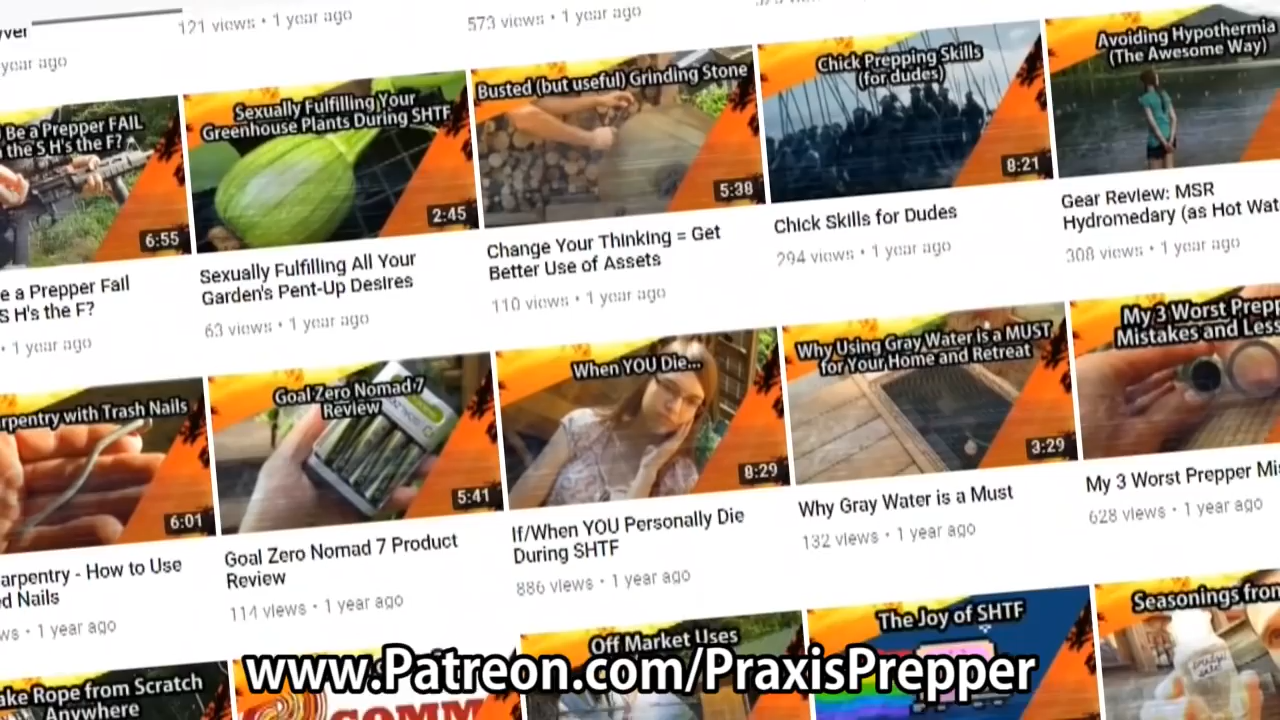 121 views • 1 year ago
573 views • 1 year ago
year ago
Be a Prepper FAIL
the S H's the F?
6:55
Sexually Fulfilling Your
Greenhouse Plants During SHTF
2:45
Busted (but useful) Grinding Stone
5:38
Chick Prepping Skills
(for dudes)
8:21
Avoiding Hypothermia
(The Awesome Way)
e a Prepper Fail
S H's the F?
• 1 year ago
Sexually Fulfilling All Your
Garden's Pent-Up Desires
63 views • 1 year ago
Change Your Thinking = Get
Better Use of Assets
110 views • 1 year ago
Chick Skills for Dudes
294 views • 1 year ago
Gear Review: MSR
Hydromedary (as Hot Wat
308 views • 1 year ago
rpentry with Trash Nails
6:01
Goal Zero Nomad 7
Review
5:41
When YOU Die...
8:29
Why Using Gray Water is a MUST
for Your Home and Retreat
3:29
My 3 Worst Prepp
Mistakes and Less
arpentry - How to Use
d Nails
ws • 1 year ago
Goal Zero Nomad 7 Product
Review
114 views • 1 year ago
If/When YOU Personally Die
During SHTF
886 views • 1 year ago
Why Gray Water is a Must
132 views • 1 year ago
My 3 Worst Prepper Mis
628 views • 1 year ago
ake Rope from Scratch
Anywhere
COMM
Off Market Uses
The Joy of SHTF
Seasonings from
www.Patreon.com/PraxisPrepper